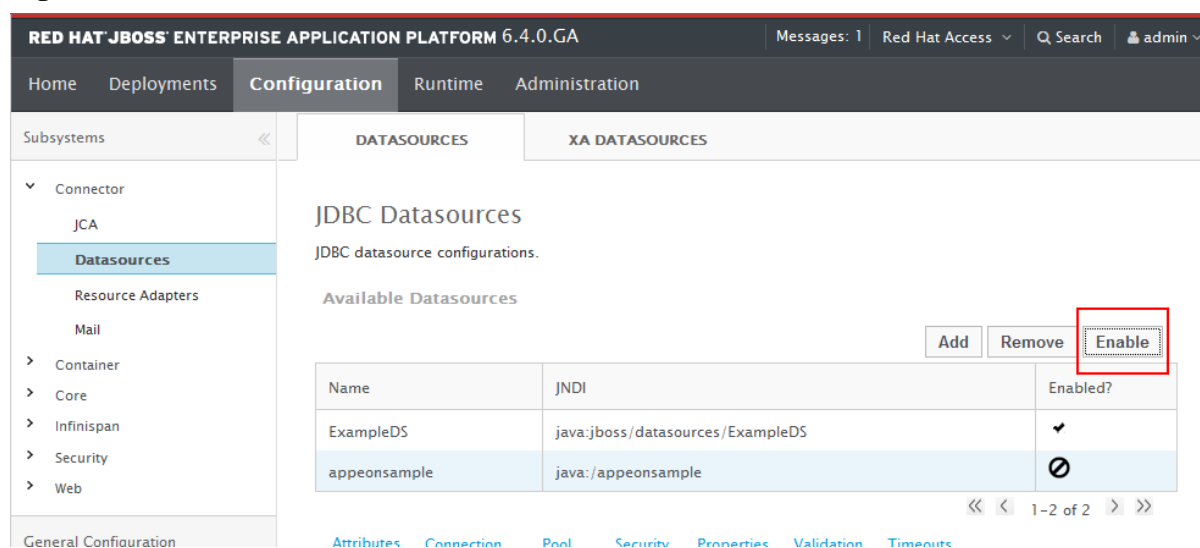 RED HAT JBOSS ENTERPRISE APPLICATION PLATFORM 6.4.0.GA Messages: 1 Red Hat Access Search admin
Home Deployments Configuration Runtime Administration
Subsystems
DATASOURCES XA DATASOURCES
Connector
JCA
Datasources
Resource Adapters
Mail
Container
Core
Infinispan
Security
Web
General Configuration
JDBC Datasources
JDBC datasource configurations.
Available Datasources
Add Remove Enable
Name JNDI Enabled?
ExampleDS java:jboss/datasources/ExampleDS
appeonsample java:/appeonsample
1-2 of 2
Attributes Connection Pool Security Properties Validation Timeouts